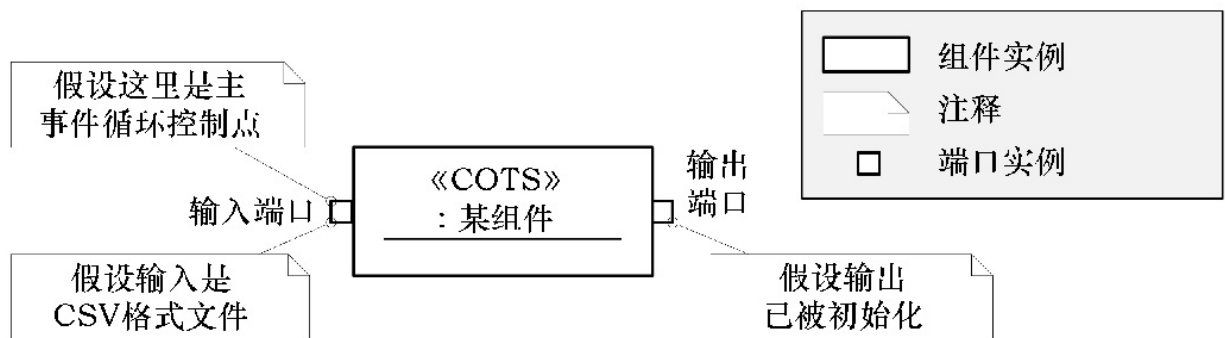 假设这里是主
事件循环控制点
输入端口
假设输入是
CSV格式文件
《COTS》
：某组件
输出
端口
假设输出
已被初始化
组件实例
注释
端口实例